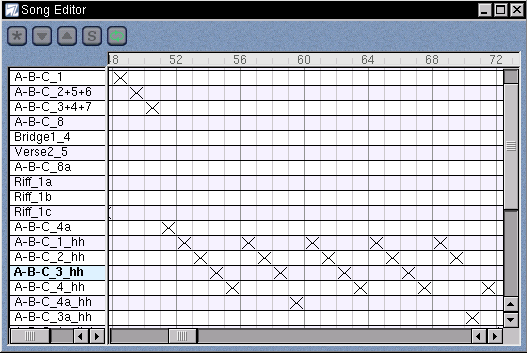 Song Editor
S
8 52 56 60 64 68 72
A-B-C_1
A-B-C_2+5+6
A-B-C_3+4+7
A-B-C_8
Bridge1_4
Verse2_5
A-B-C_8a
Riff_1a
Riff_1b
Riff_1c
A-B-C_4a
A-B-C_1_hh
A-B-C_2_hh
A-B-C_3_hh
A-B-C_4_hh
A-B-C_4a_hh
A-B-C_3a_hh